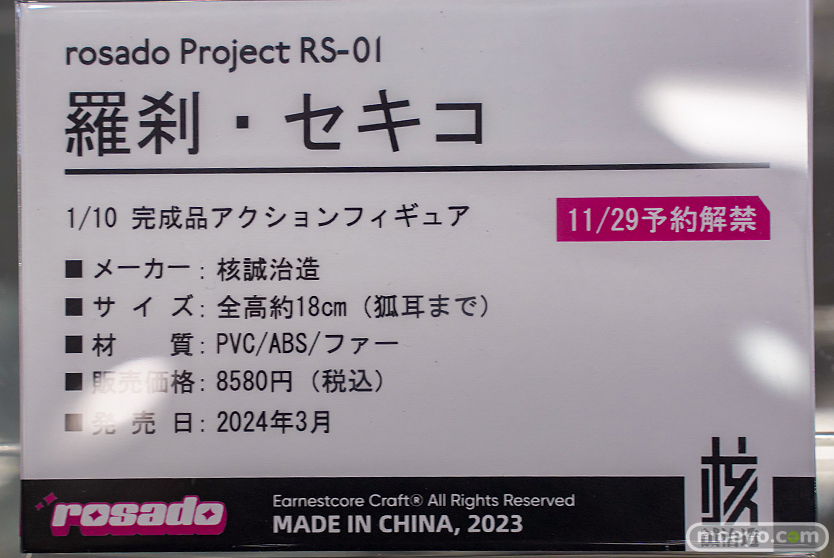 rosado Project RS-01
羅刹・セキコ
1/10 完成品アクションフィギュア
11/29予約解禁
■メーカー:核誠治造
■サイズ:全高約18cm(狐耳まで)
■材質:PVC/ABS/ファー
■販売価格:8580円(税込)
■発売日:2024年3月
rosado
Earnestcore Craft® All Rights Reserved
MADE IN CHINA, 2023
核
moeyo.com